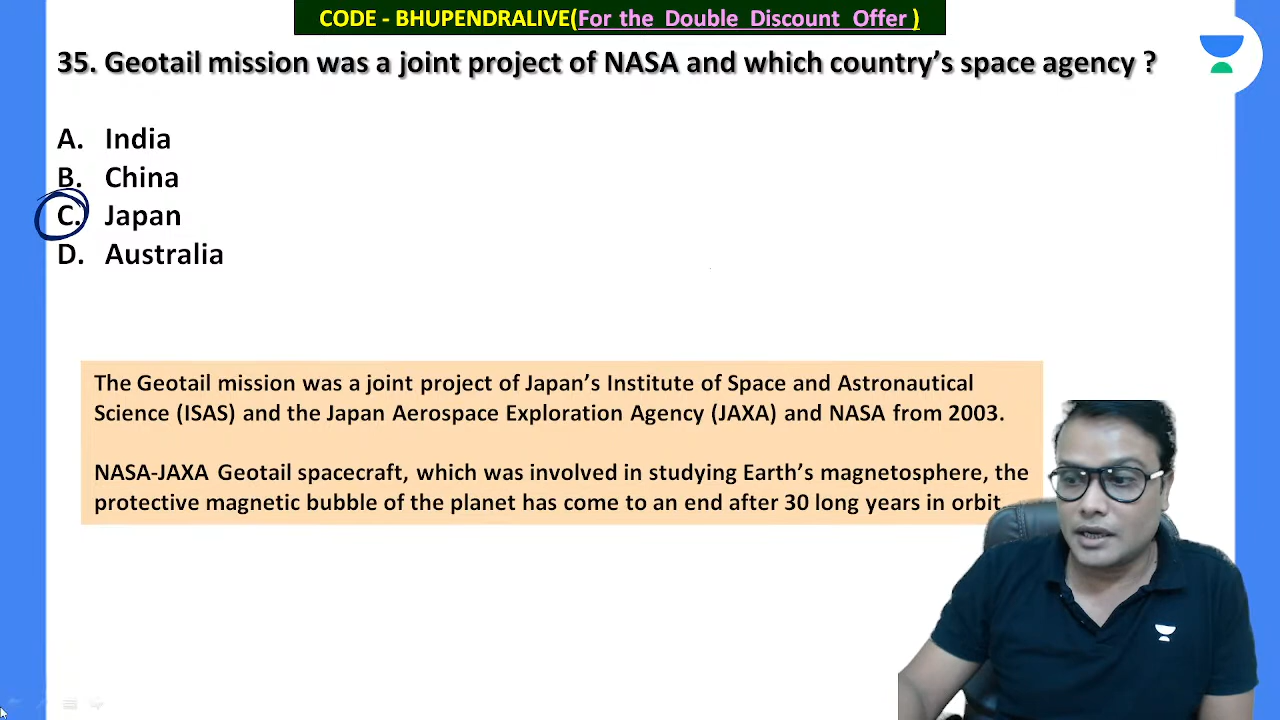 CODE - BHUPENDRALIVE(For the Double Discount Offer )
35. Geotail mission was a joint project of NASA and which country's space agency ?
A. India
B. China
C. Japan
D. Australia
The Geotail mission was a joint project of Japan's Institute of Space and Astronautical
Science (ISAS) and the Japan Aerospace Exploration Agency (JAXA) and NASA from 2003.
NASA-JAXA Geotail spacecraft, which was involved in studying Earth's magnetosphere, the
protective magnetic bubble of the planet has come to an end after 30 long years in orbit